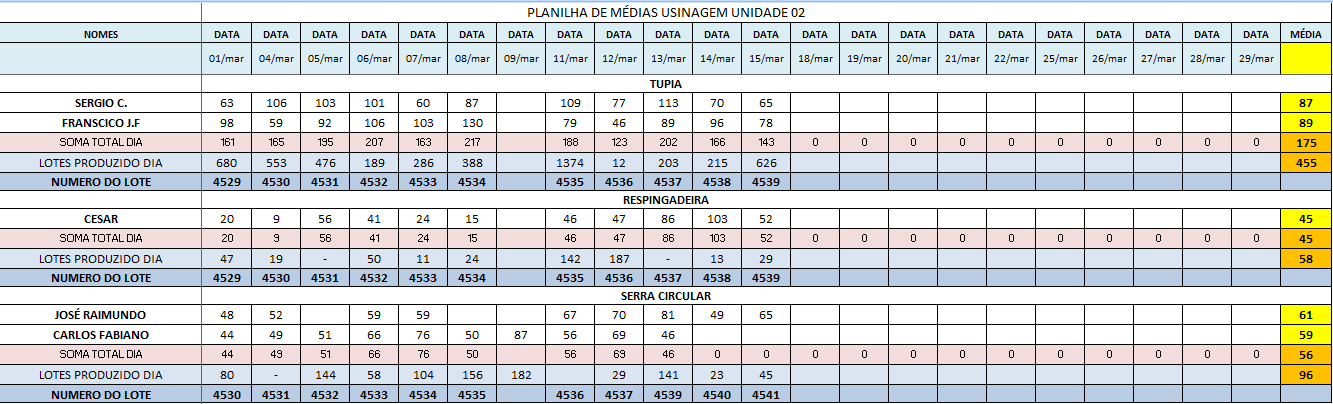 PLANILHA DE MÉDIAS USINAGEM UNIDADE 02
NOMES DATA DATA DATA DATA DATA DATA DATA DATA DATA DATA DATA DATA DATA DATA DATA DATA DATA DATA DATA DATA DATA MÉDIA
01/mar 04/mar 05/mar 06/mar 07/mar 08/mar 09/mar 11/mar 12/mar 13/mar 14/mar 15/mar 18/mar 19/mar 20/mar 21/mar 22/mar 25/mar 26/mar 27/mar 28/mar 29/mar
TUPIA
SERGIO C. 63 106 103 101 60 87 109 77 113 70 65 87
FRANSCICO J.F 98 59 92 106 103 130 79 46 89 96 78 89
SOMA TOTAL DIA 161 165 195 207 163 217 188 123 202 166 143 0 0 0 0 0 0 0 0 0 0 175
LOTES PRODUZIDO DIA 680 553 476 189 286 388 1374 12 203 215 626 455
NUMERO DO LOTE 4529 4530 4531 4532 4533 4534 4535 4536 4537 4538 4539
RESPINGADEIRA
CESAR 20 9 56 41 24 15 46 47 86 103 52 45
SOMA TOTAL DIA 20 9 56 41 24 15 46 47 86 103 52 0 0 0 0 0 0 0 0 0 0 45
LOTES PRODUZIDO DIA 47 19 - 50 11 24 142 187 - 13 29 58
NUMERO DO LOTE 4529 4530 4531 4532 4533 4534 4535 4536 4537 4538 4539
SERRA CIRCULAR
JOSÉ RAIMUNDO 48 52 59 59 67 70 81 49 65 61
CARLOS FABIANO 44 49 51 66 76 50 87 56 69 46 59
SOMA TOTAL DIA 44 49 51 66 76 50 56 69 46 0 0 0 0 0 0 0 0 0 0 0 0 56
LOTES PRODUZIDO DIA 80 - 144 58 104 156 182 29 141 23 45 96
NUMERO DO LOTE 4530 4531 4532 4533 4534 4535 4536 4537 4539 4540 4541